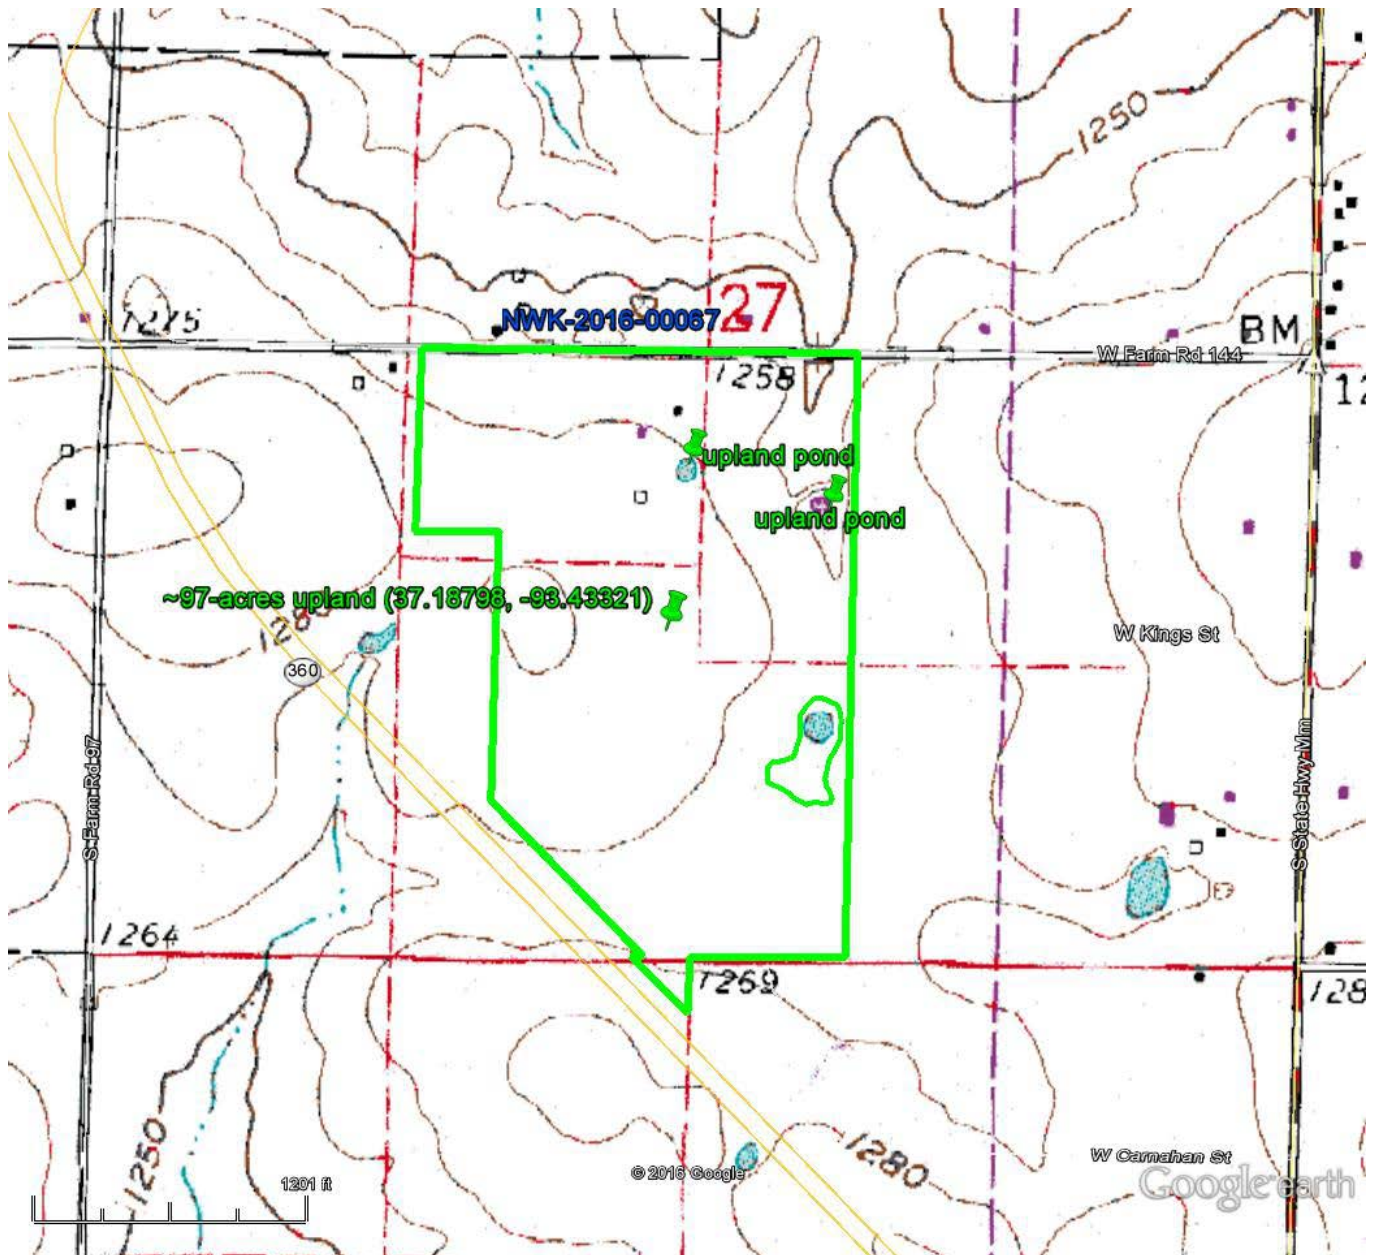 1250
1275
NWK-2016-00067
27
BM
W Farm Rd 144
1258
upland pond
upland pond
~97-acres upland (37.18798, -93.43321)
W Kings St
360
S Farm Rd 97
S State Hwy Mm
1264
1269
128
1250
1280
W Carnahan St
© 2016 Google
Google earth
1201 ft